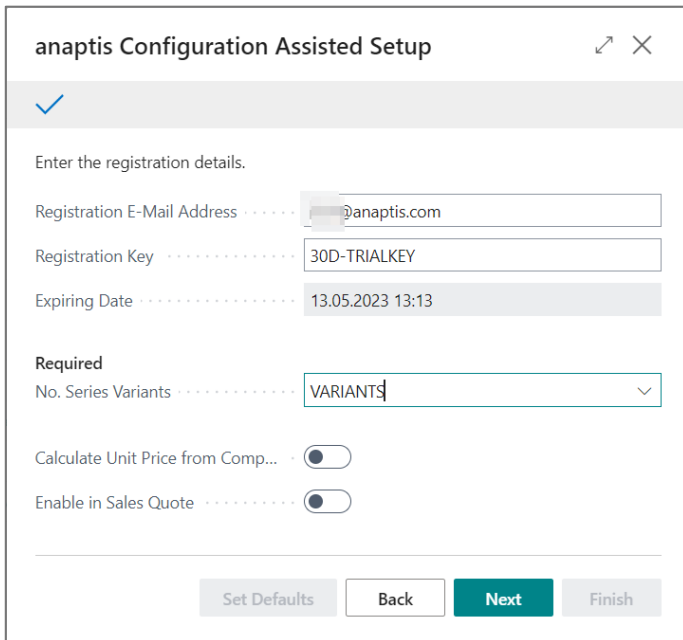 anaptis Configuration Assisted Setup
Enter the registration details.
Registration E-Mail Address @anaptis.com
Registration Key 30D-TRIALKEY
Expiring Date 13.05.2023 13:13
Required
No. Series Variants VARIANTS
Calculate Unit Price from Comp...
Enable in Sales Quote
Set Defaults Back Next Finish